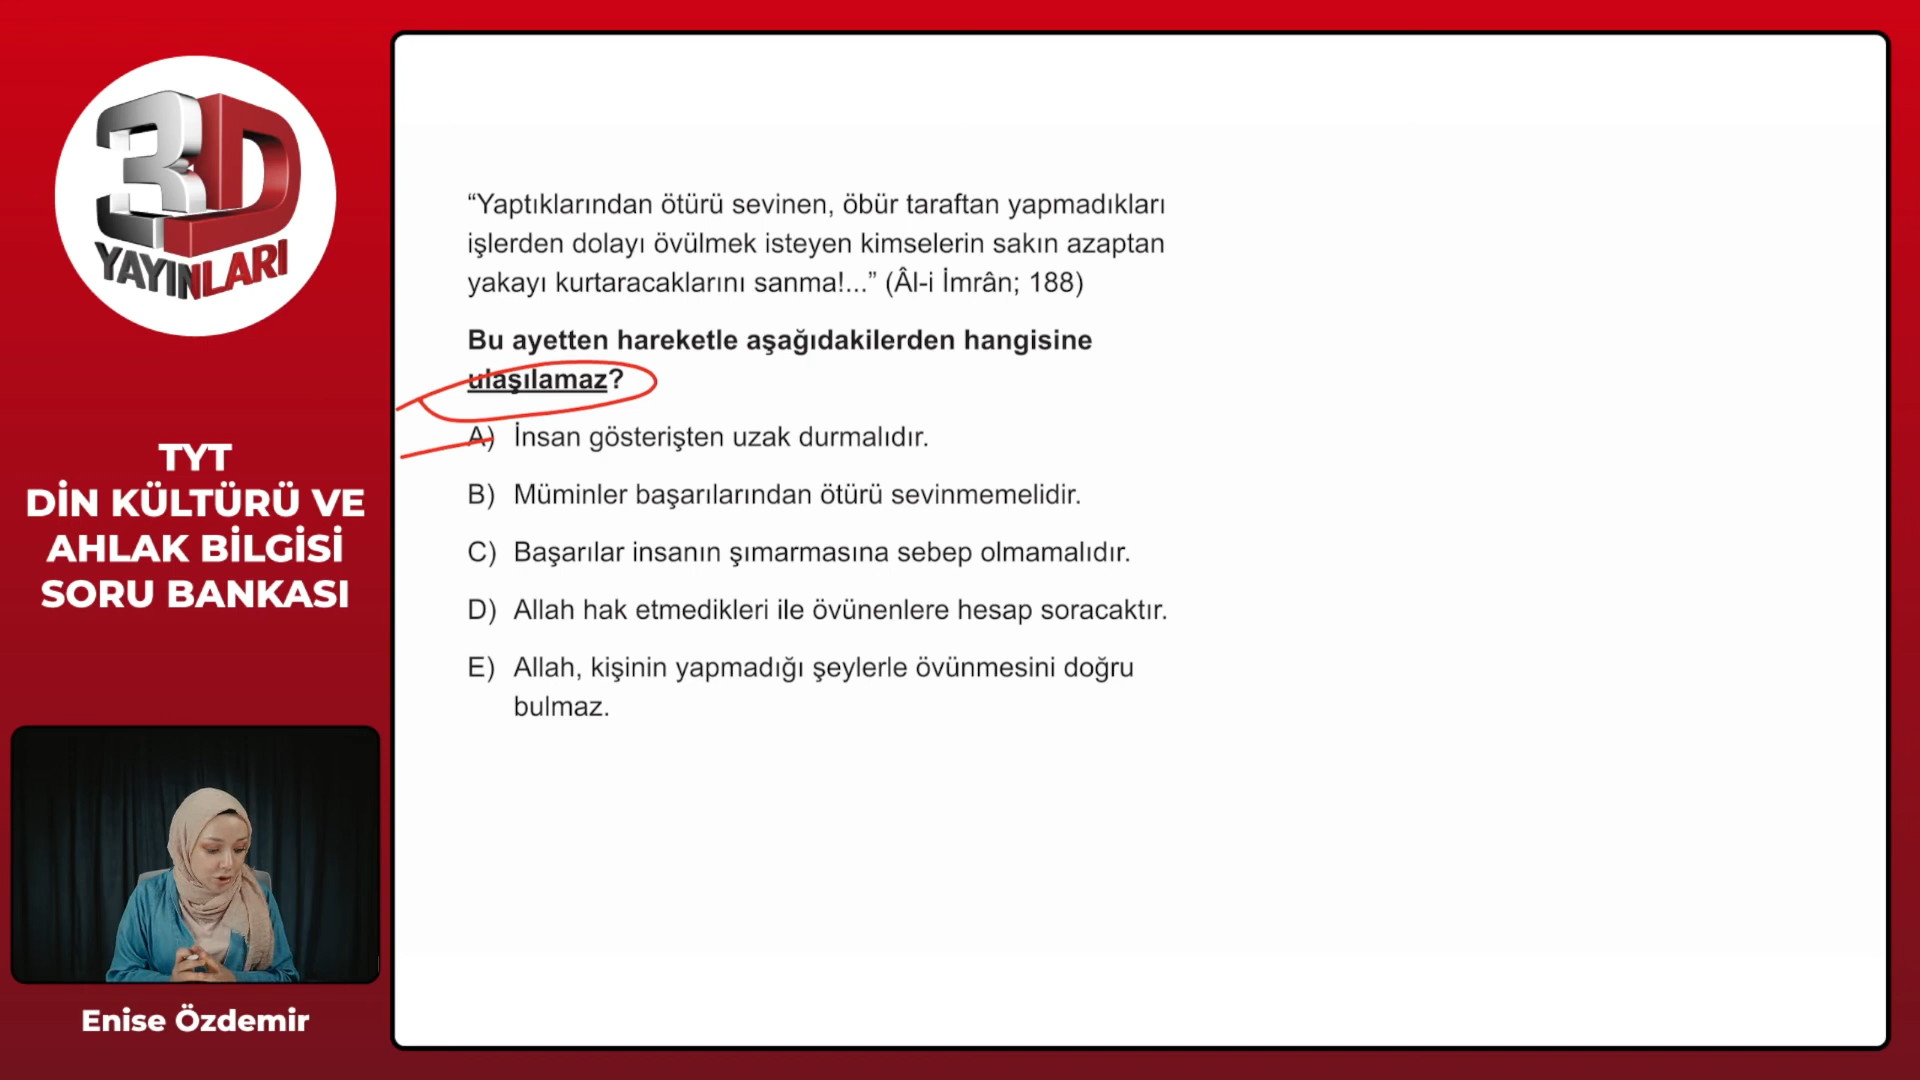 3D
YAYINLARI
TYT
DİN KÜLTÜRÜ VE
AHLAK BİLGİSİ
SORU BANKASI
Enise Özdemir
“Yaptıklarından ötürü sevinen, öbür taraftan yapmadıkları
işlerden dolayı övülmek isteyen kimselerin sakın azaptan
yakayı kurtaracaklarını sanma!...” (Âl-i İmrân; 188)
Bu ayetten hareketle aşağıdakilerden hangisine
ulaşılamaz?
A) İnsan gösterişten uzak durmalıdır.
B) Müminler başarılarından ötürü sevinmemelidir.
C) Başarılar insanın şımarmasına sebep olmamalıdır.
D) Allah hak etmedikleri ile övünenlere hesap soracaktır.
E) Allah, kişinin yapmadığı şeylerle övünmesini doğru
bulmaz.